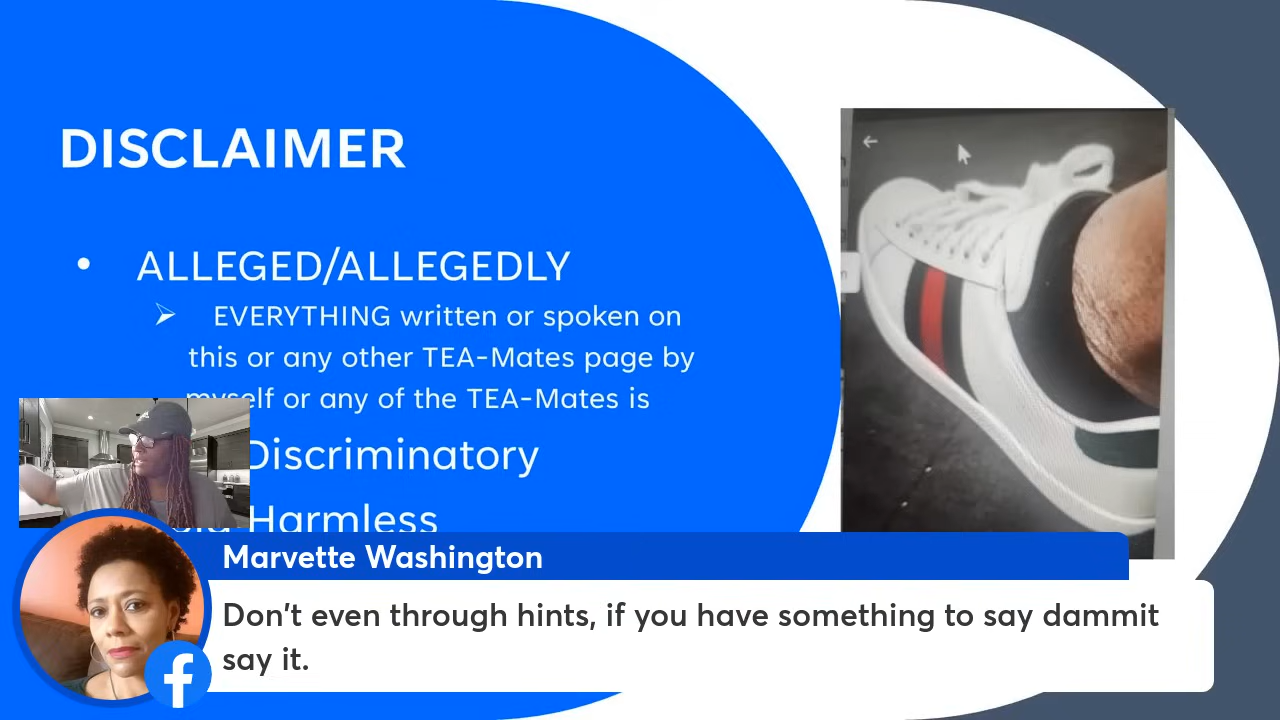 DISCLAIMER
• ALLEGED/ALLEGEDLY
➢ EVERYTHING written or spoken on
this or any other TEA-Mates page by
myself or any of the TEA-Mates is
Discriminatory
Harmless
Marvette Washington
Don't even through hints, if you have something to say dammit
say it.